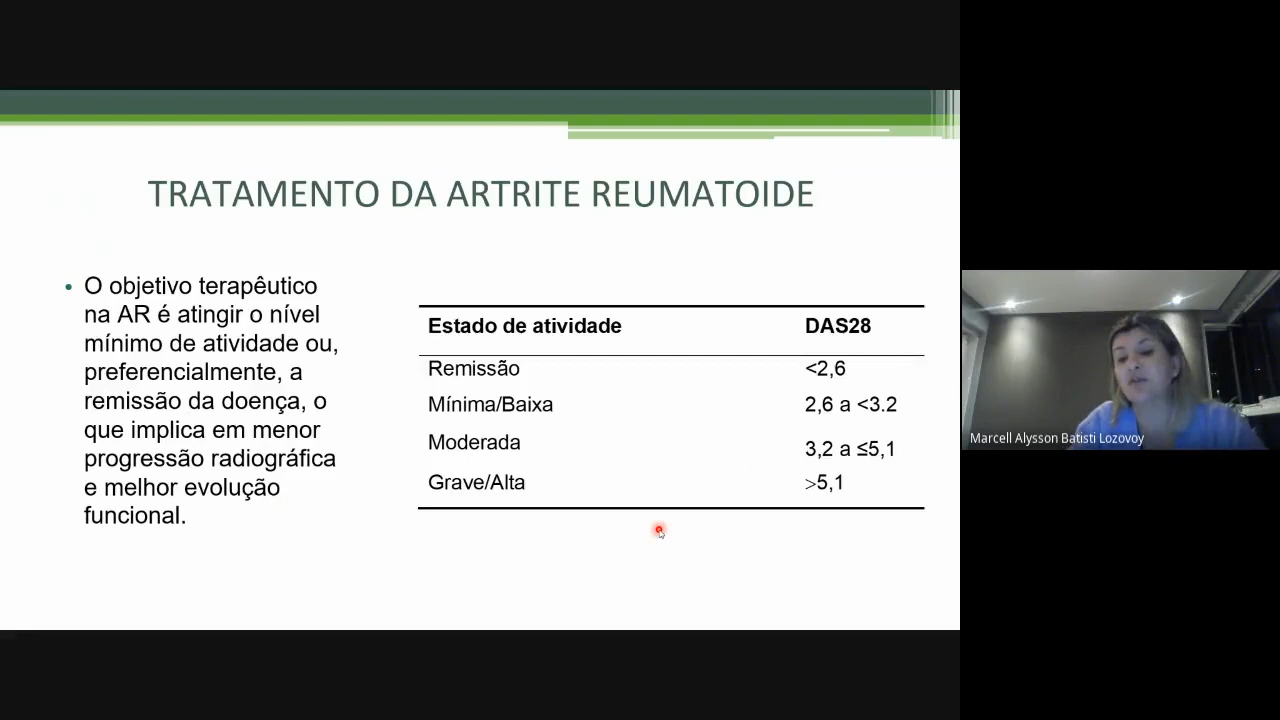 TRATAMENTO DA ARTRITE REUMATOIDE
• O objetivo terapêutico
na AR é atingir o nível
mínimo de atividade ou,
preferencialmente, a
remissão da doença, o
que implica em menor
progressão radiográfica
e melhor evolução
funcional.
Estado de atividade DAS28
Remissão <2,6
Mínima/Baixa 2,6 a <3.2
Moderada 3,2 a ≤5,1
Grave/Alta >5,1
Marcell Alysson Batisti Lozovoy